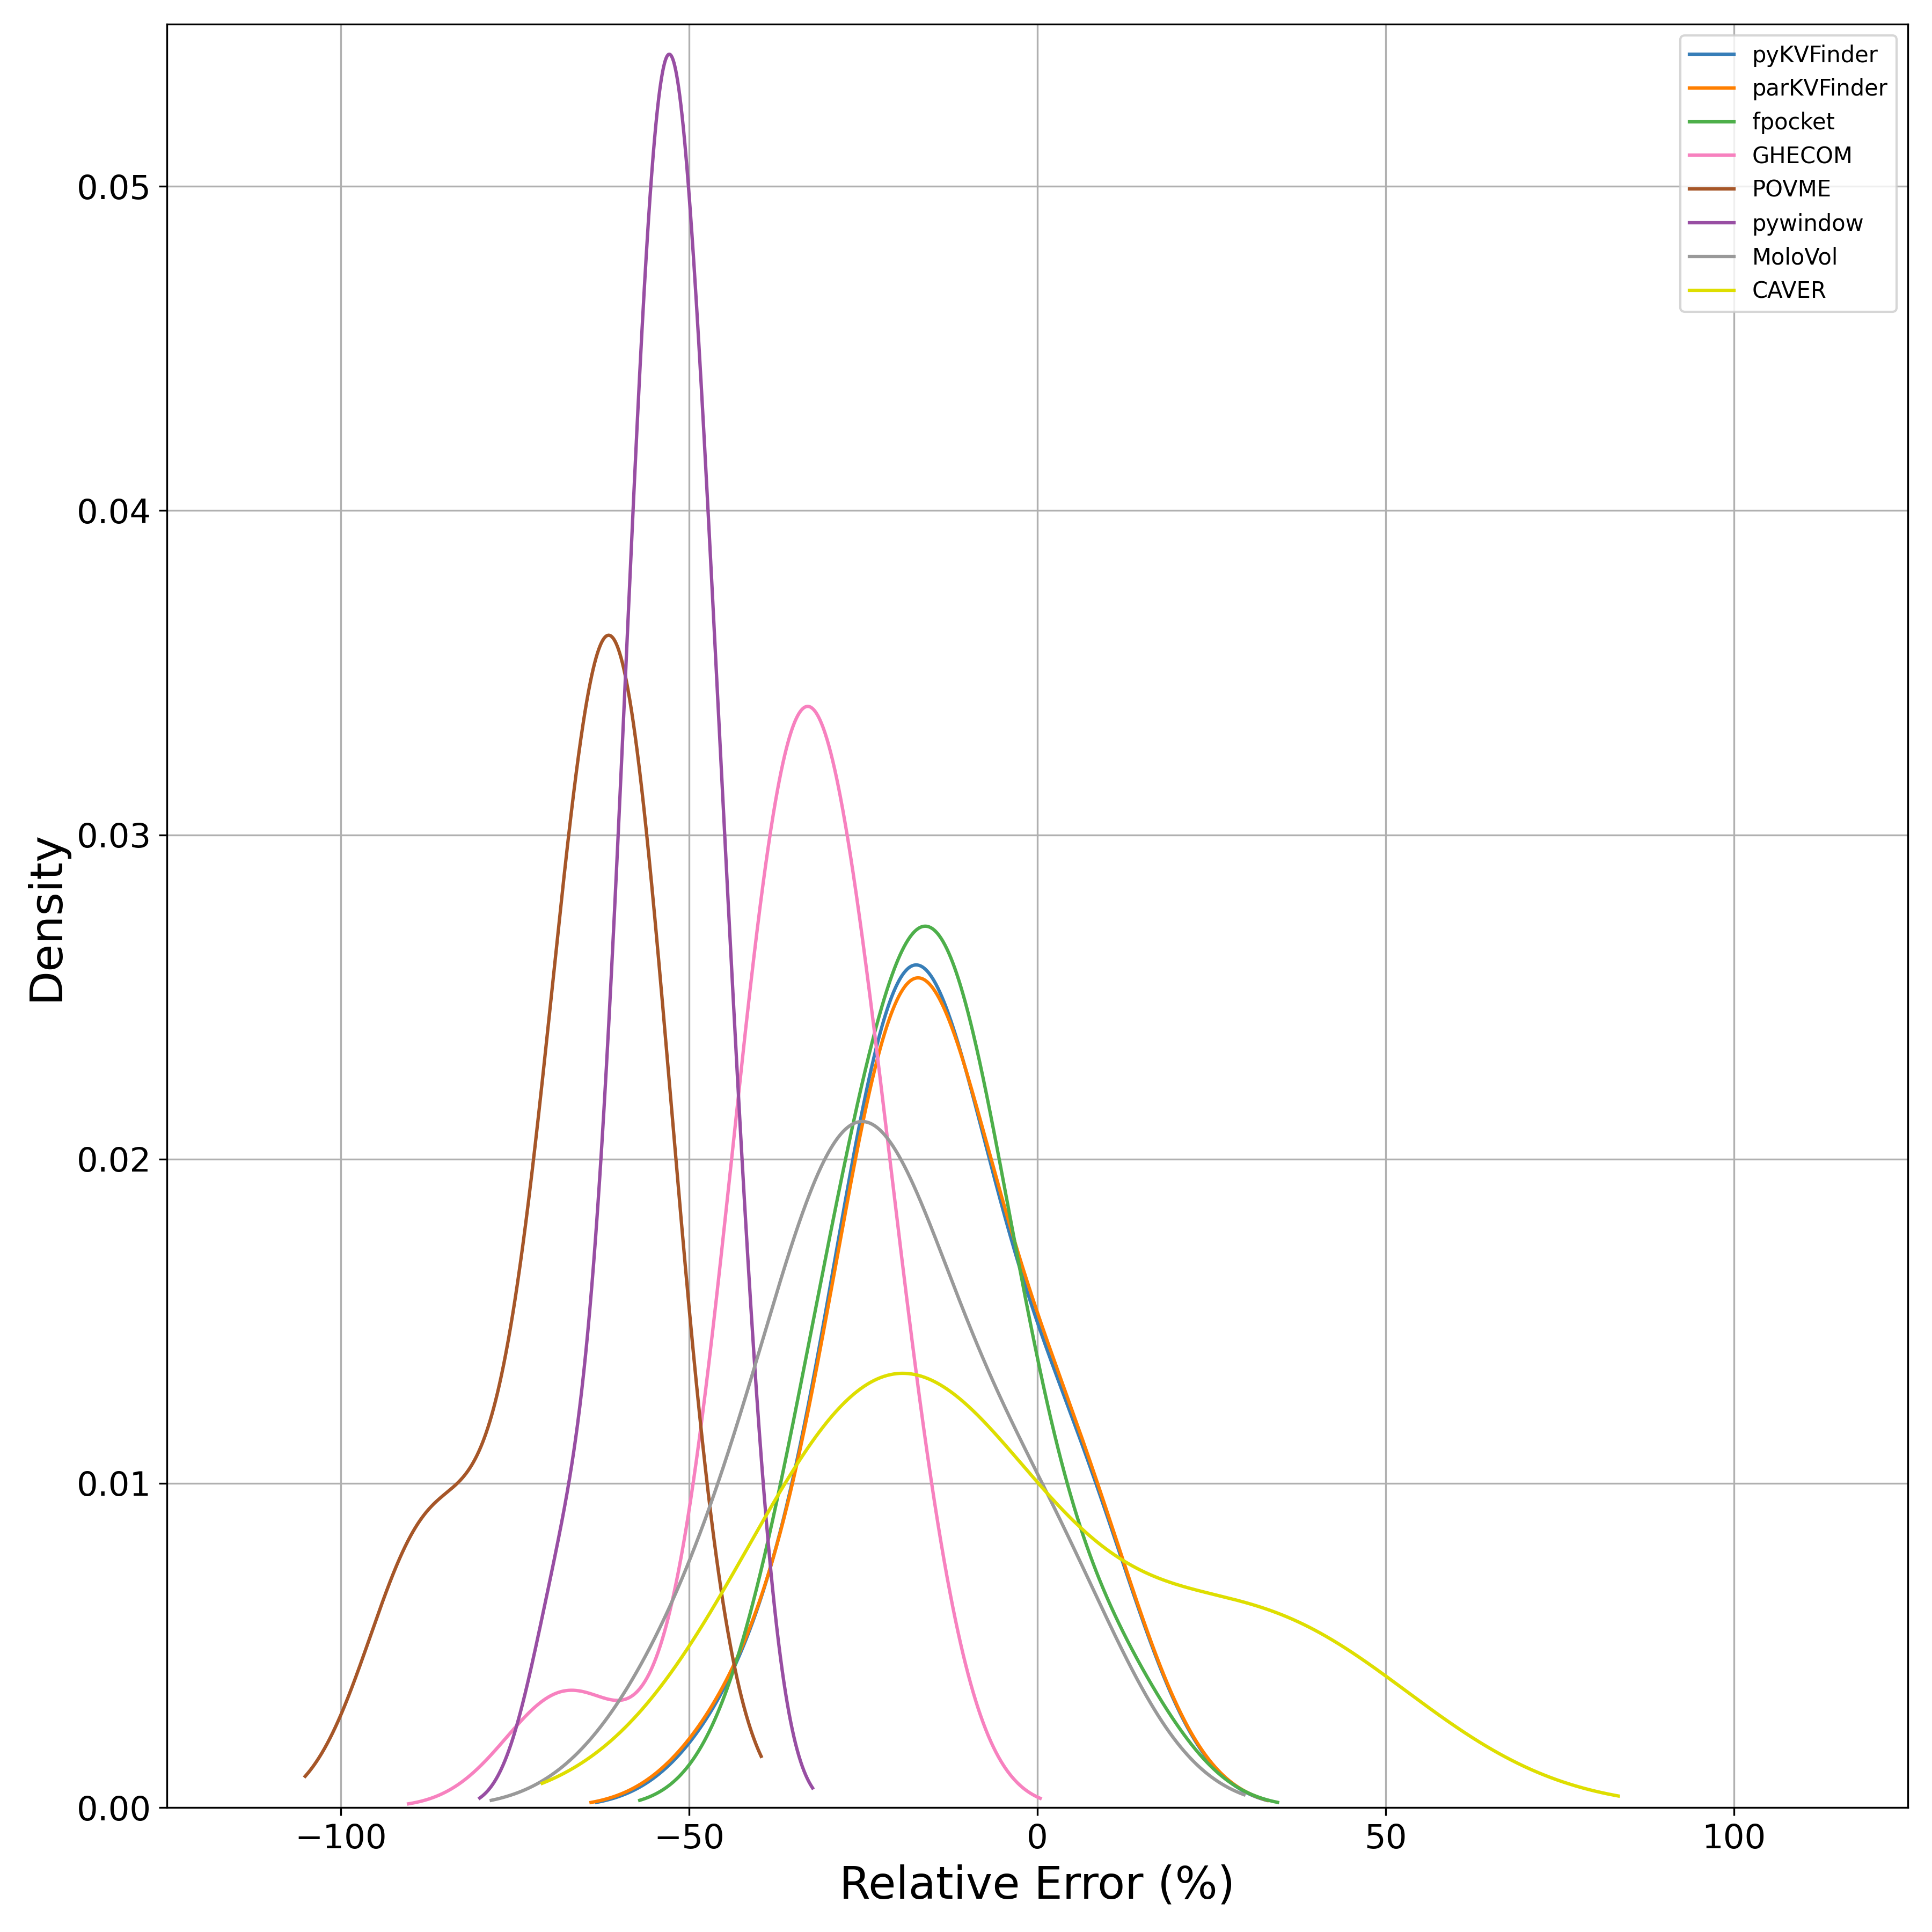 pyKVFinder
parKVFinder
fpocket
GHECOM
POVME
pywindow
MoloVol
CAVER
Density
0.05
0.04
0.03
0.02
0.01
0.00
−100
−50
0
50
100
Relative Error (%)